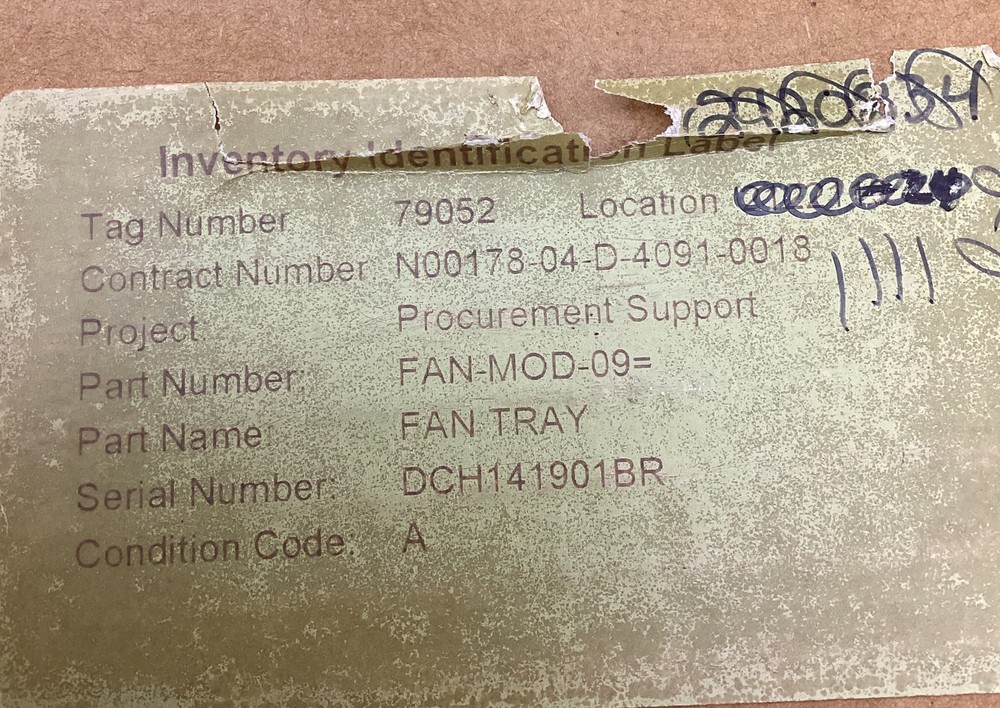 Inventory Identification Label
Tag Number 79052 Location
Contract Number N00178-04-D-4091-0018
Project Procurement Support
Part Number: FAN-MOD-09=
Part Name: FAN TRAY
Serial Number: DCH141901BR
Condition Code: A